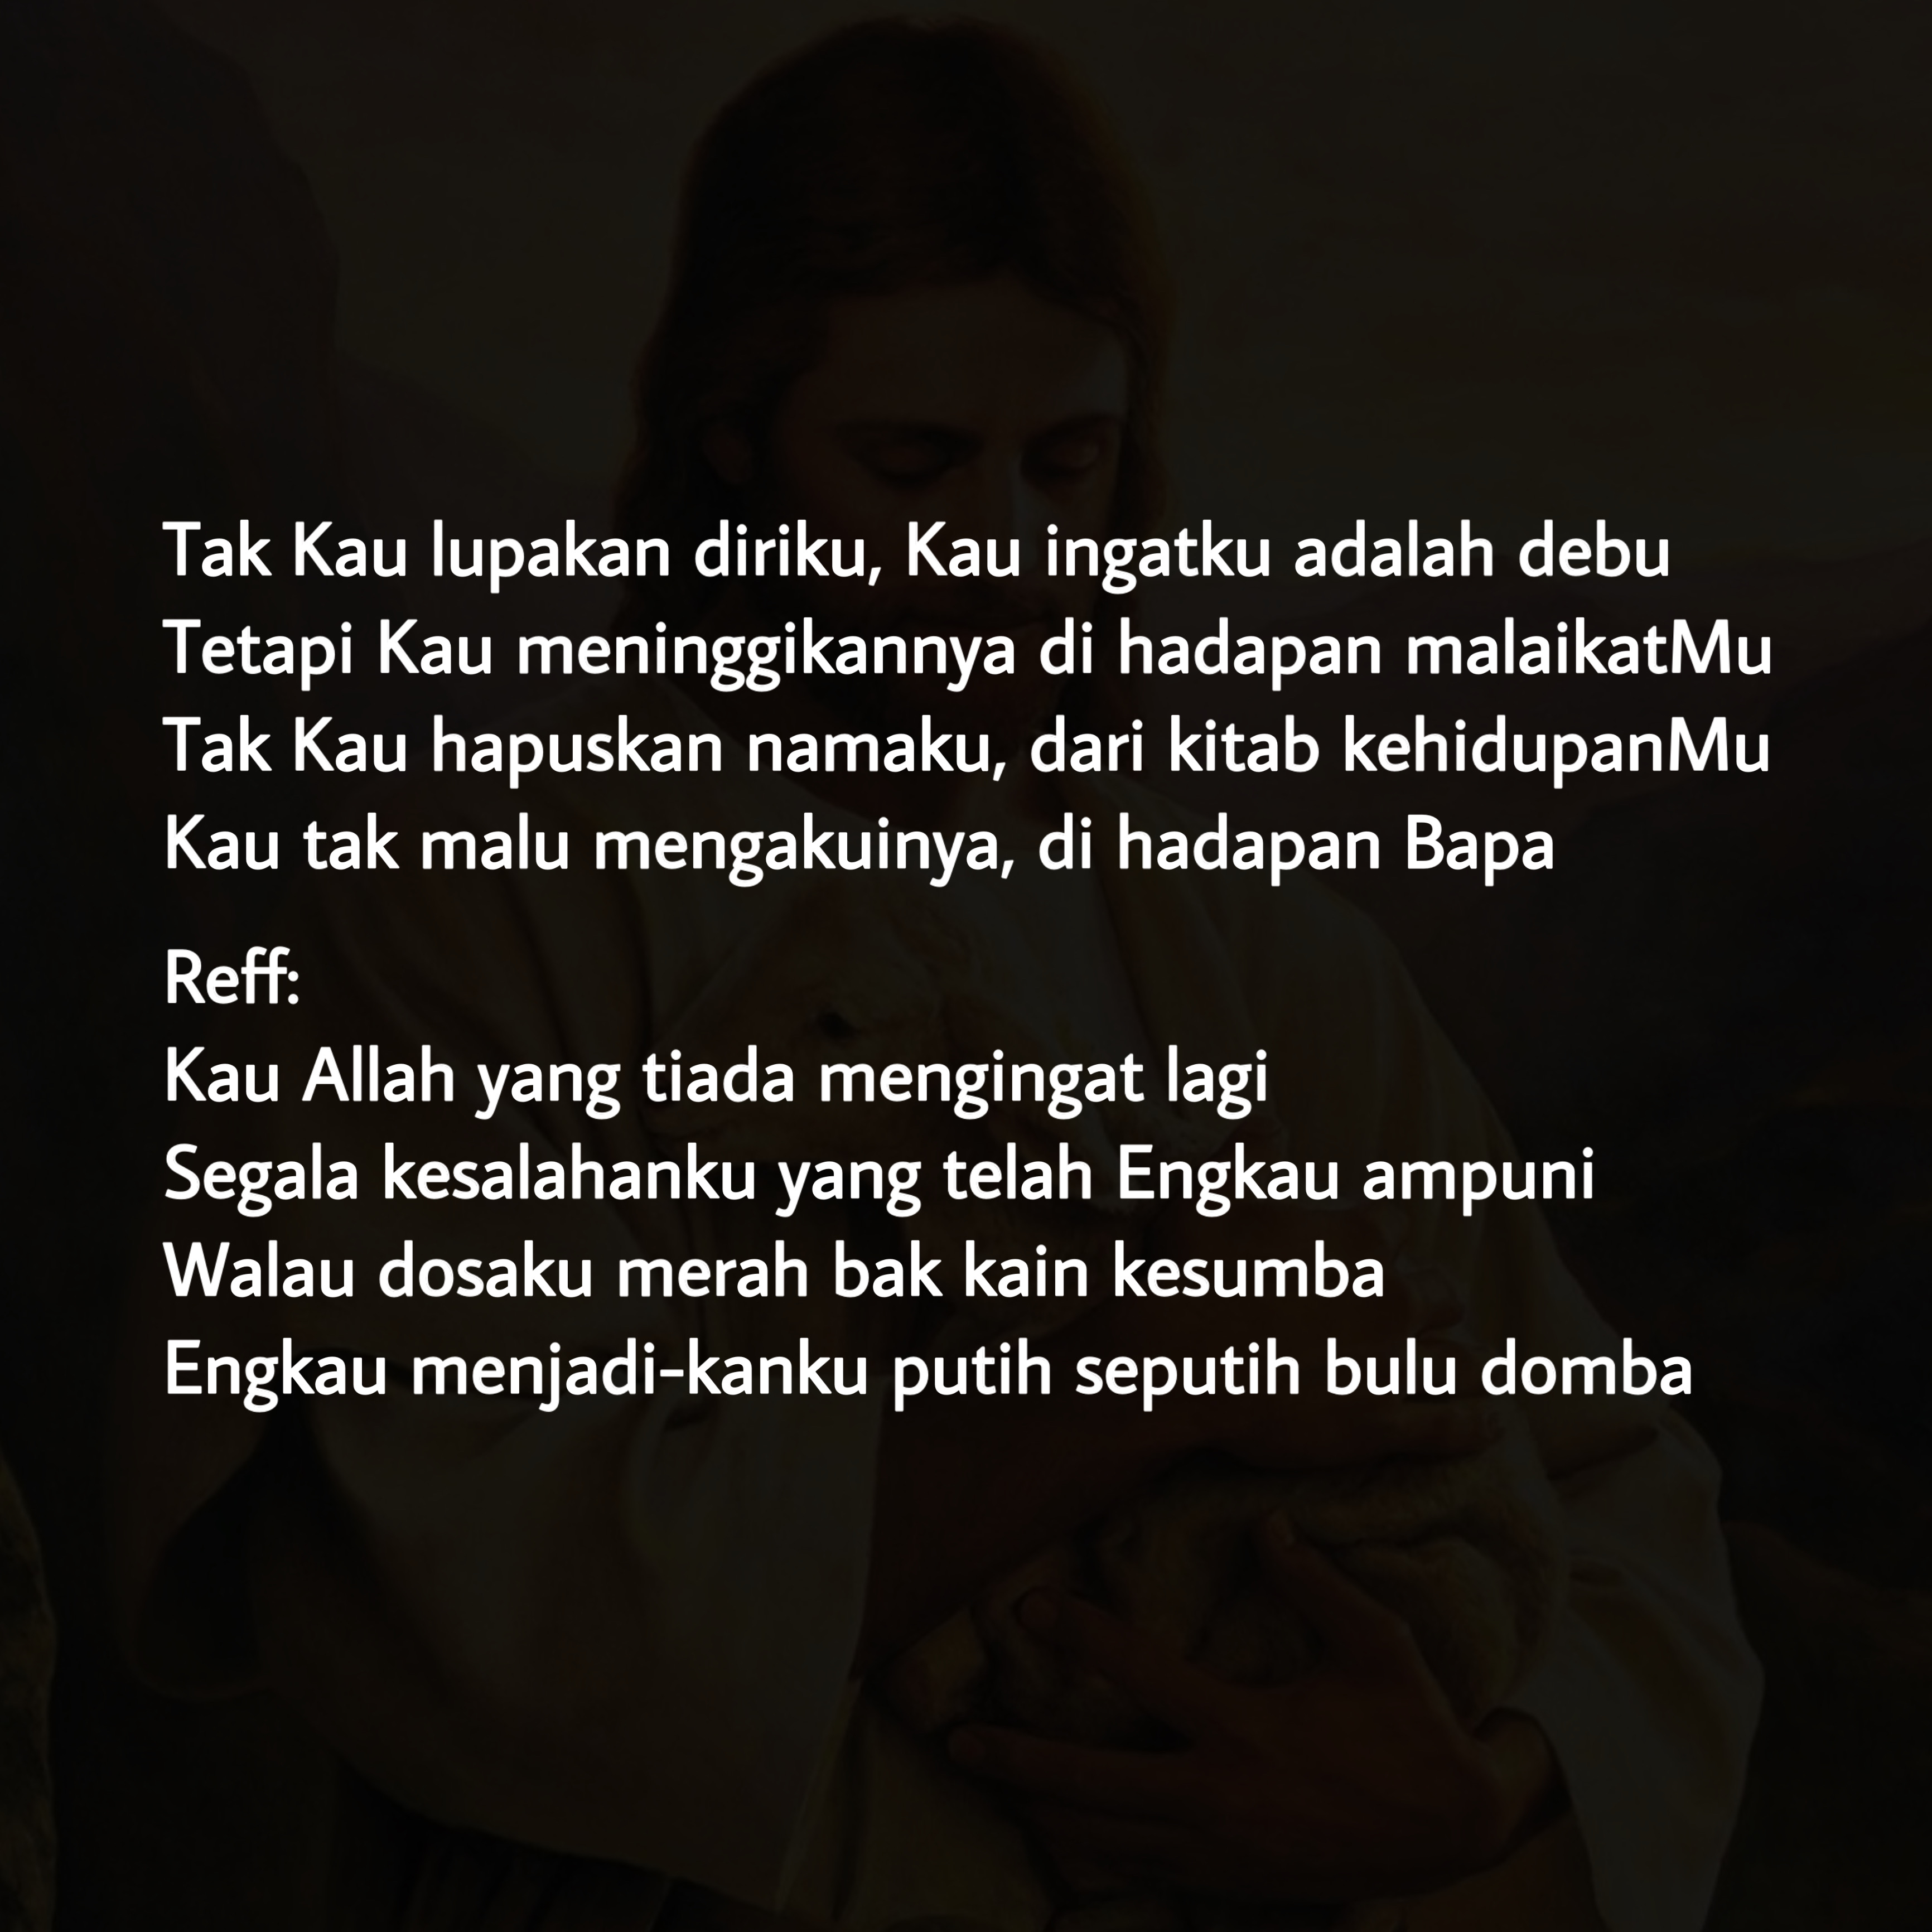 Tak Kau lupakan diriku, Kau ingatku adalah debu
Tetapi Kau meninggikannya di hadapan malaikatMu
Tak Kau hapuskan namaku, dari kitab kehidupanMu
Kau tak malu mengakuinya, di hadapan Bapa
Reff:
Kau Allah yang tiada mengingat lagi
Segala kesalahanku yang telah Engkau ampuni
Walau dosaku merah bak kain kesumba
Engkau menjadi-kanku putih seputih bulu domba